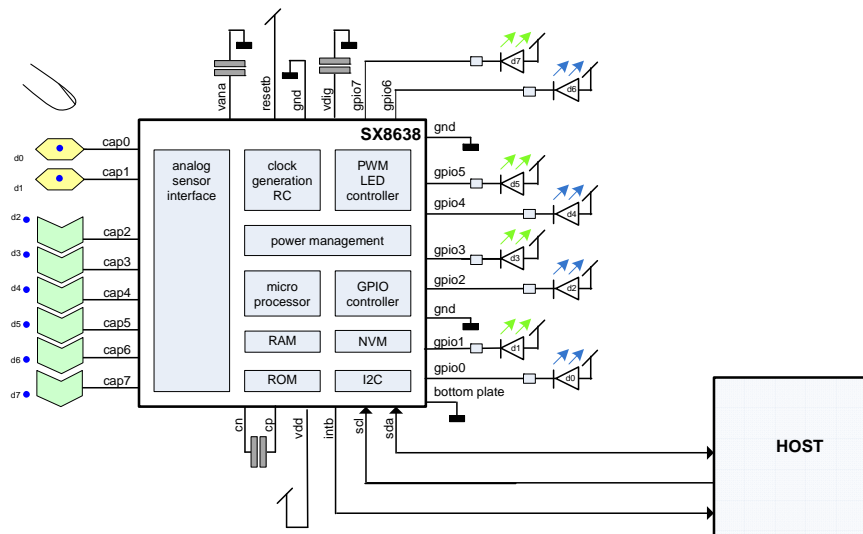 vana
resetb
gnd
vdig
gpio7
gpio6
d7
d6
SX8638
gnd
d0
cap0
d1
cap1
analog
sensor
interface
clock
generation
RC
PWM
LED
controller
gpio5
d5
gpio4
d4
d2
cap2
power management
d3
cap3
gpio3
d3
d4
cap4
micro
processor
GPIO
controller
gpio2
d2
gnd
d5
cap5
RAM
NVM
gpio1
d1
d6
cap6
ROM
I2C
gpio0
d0
d7
cap7
bottom plate
cn
cp
vdd
intb
scl
sda
HOST